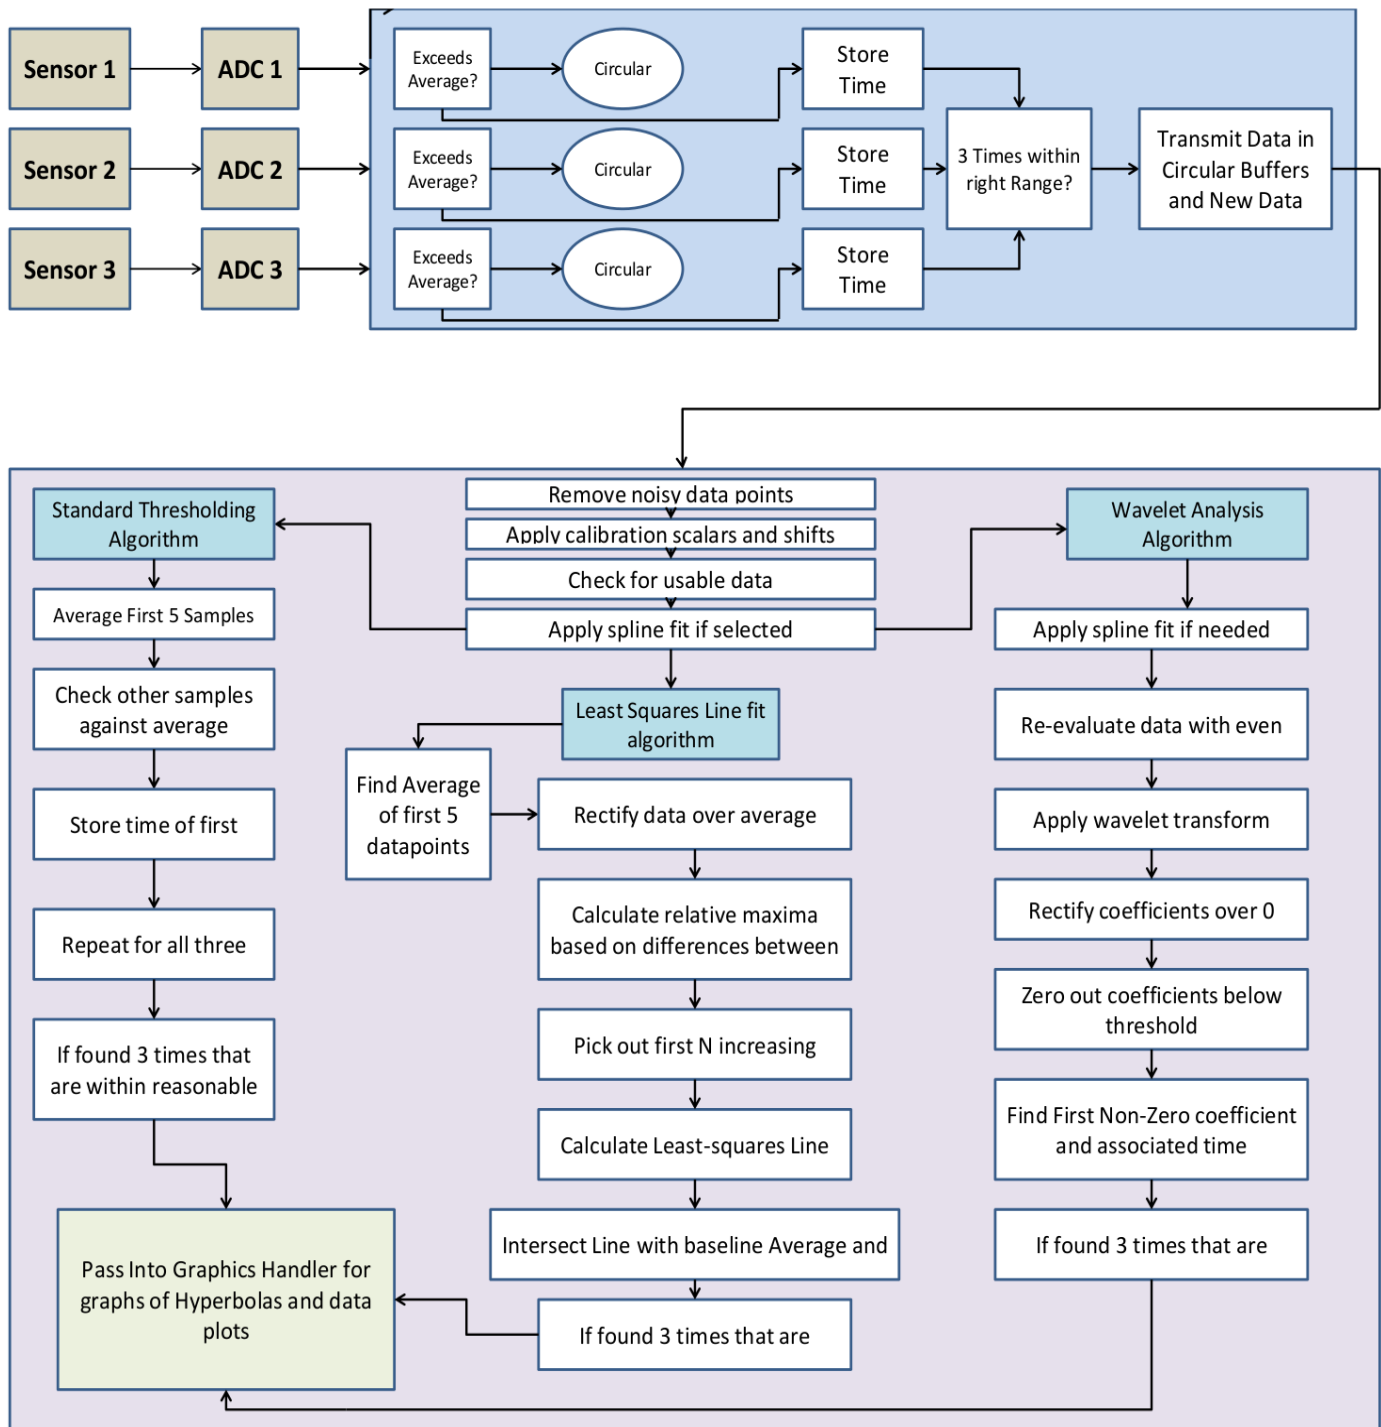 Sensor 1
ADC 1
Exceeds
Average?
Circular
Store
Time
Sensor 2
ADC 2
Exceeds
Average?
Circular
Store
Time
3 Times within
right Range?
Transmit Data in
Circular Buffers
and New Data
Sensor 3
ADC 3
Exceeds
Average?
Circular
Store
Time
Remove noisy data points
Apply calibration scalars and shifts
Check for usable data
Apply spline fit if selected
Standard Thresholding
Algorithm
Average First 5 Samples
Check other samples
against average
Store time of first
Repeat for all three
If found 3 times that
are within reasonable
Least Squares Line fit
algorithm
Find Average
of first 5
datapoints
Rectify data over average
Calculate relative maxima
based on differences between
Pick out first N increasing
Calculate Least-squares Line
Intersect Line with baseline Average and
If found 3 times that are
Wavelet Analysis
Algorithm
Apply spline fit if needed
Re-evaluate data with even
Apply wavelet transform
Rectify coefficients over 0
Zero out coefficients below
threshold
Find First Non-Zero coefficient
and associated time
If found 3 times that are
Pass Into Graphics Handler for
graphs of Hyperbolas and data
plots